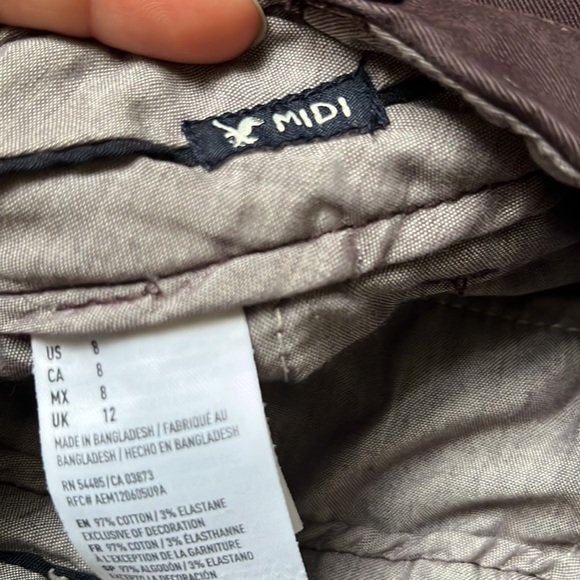 MIDI
US 8
CA 8
MX 8
UK 12
MADE IN BANGLADESH / FABRIQUÉ AU
BANGLADESH / HECHO EN BANGLADESH
RN 54485/CA 03873
RFC# AEM120605U9A
EN 97% COTTON / 3% ELASTANE
EXCLUSIVE OF DECORATION
FR 97% COTON / 3% ÉLASTHANNE
À L'EXCEPTION DE LA GARNITURE
97% ALGODÓN / 3% ELASTANO
DECORACIÓN